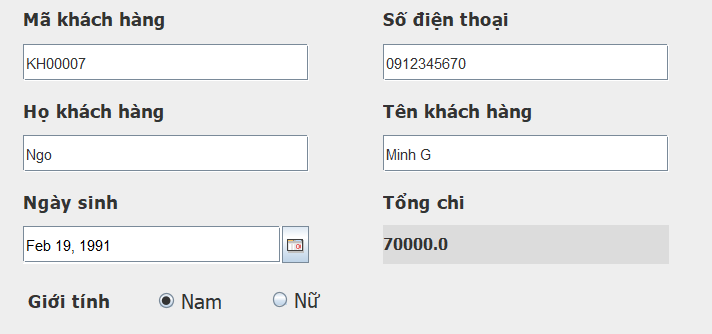 Mã khách hàng
Số điện thoại
KH00007
0912345670
Họ khách hàng
Tên khách hàng
Ngo
Minh G
Ngày sinh
Tổng chi
Feb 19, 1991
70000.0
Giới tính
Nam
Nữ